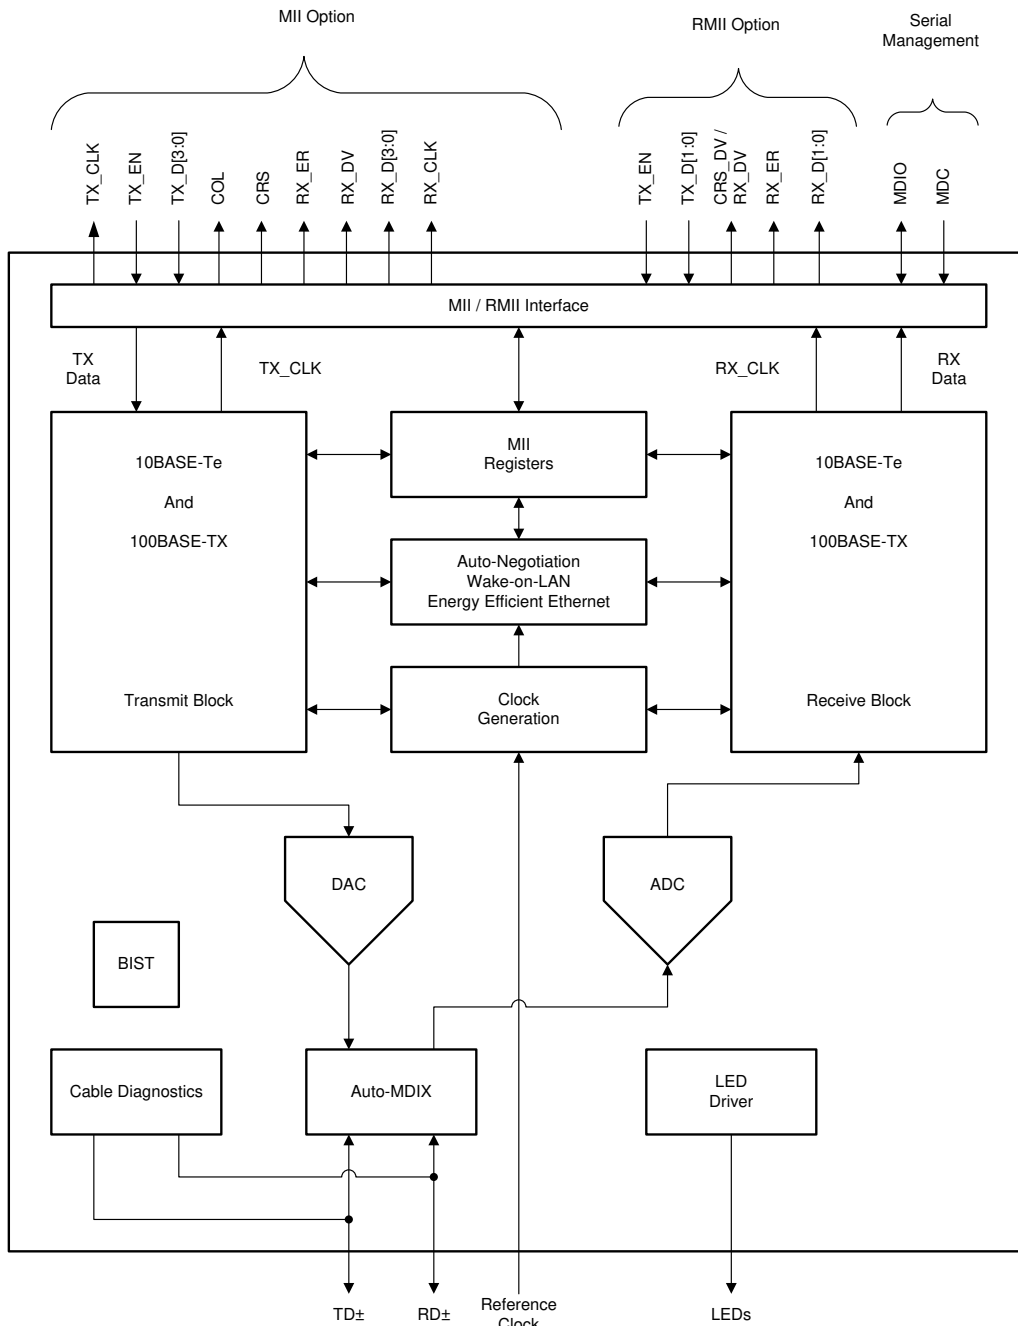 MII Option
RMII Option
Serial
Management
TX_CLK
TX_EN
TX_D[3:0]
COL
CRS
RX_ER
RX_DV
RX_D[3:0]
RX_CLK
TX_EN
TX_D[1:0]
CRS_DV /
RX_DV
RX_ER
RX_D[1:0]
MDIO
MDC
MII / RMII Interface
TX
Data
TX_CLK
RX_CLK
RX
Data
10BASE-Te
And
100BASE-TX
Transmit Block
MII
Registers
Auto-Negotiation
Wake-on-LAN
Energy Efficient Ethernet
Clock
Generation
10BASE-Te
And
100BASE-TX
Receive Block
DAC
ADC
BIST
Cable Diagnostics
Auto-MDIX
LED
Driver
TD±
RD±
Reference
Clock
LEDs